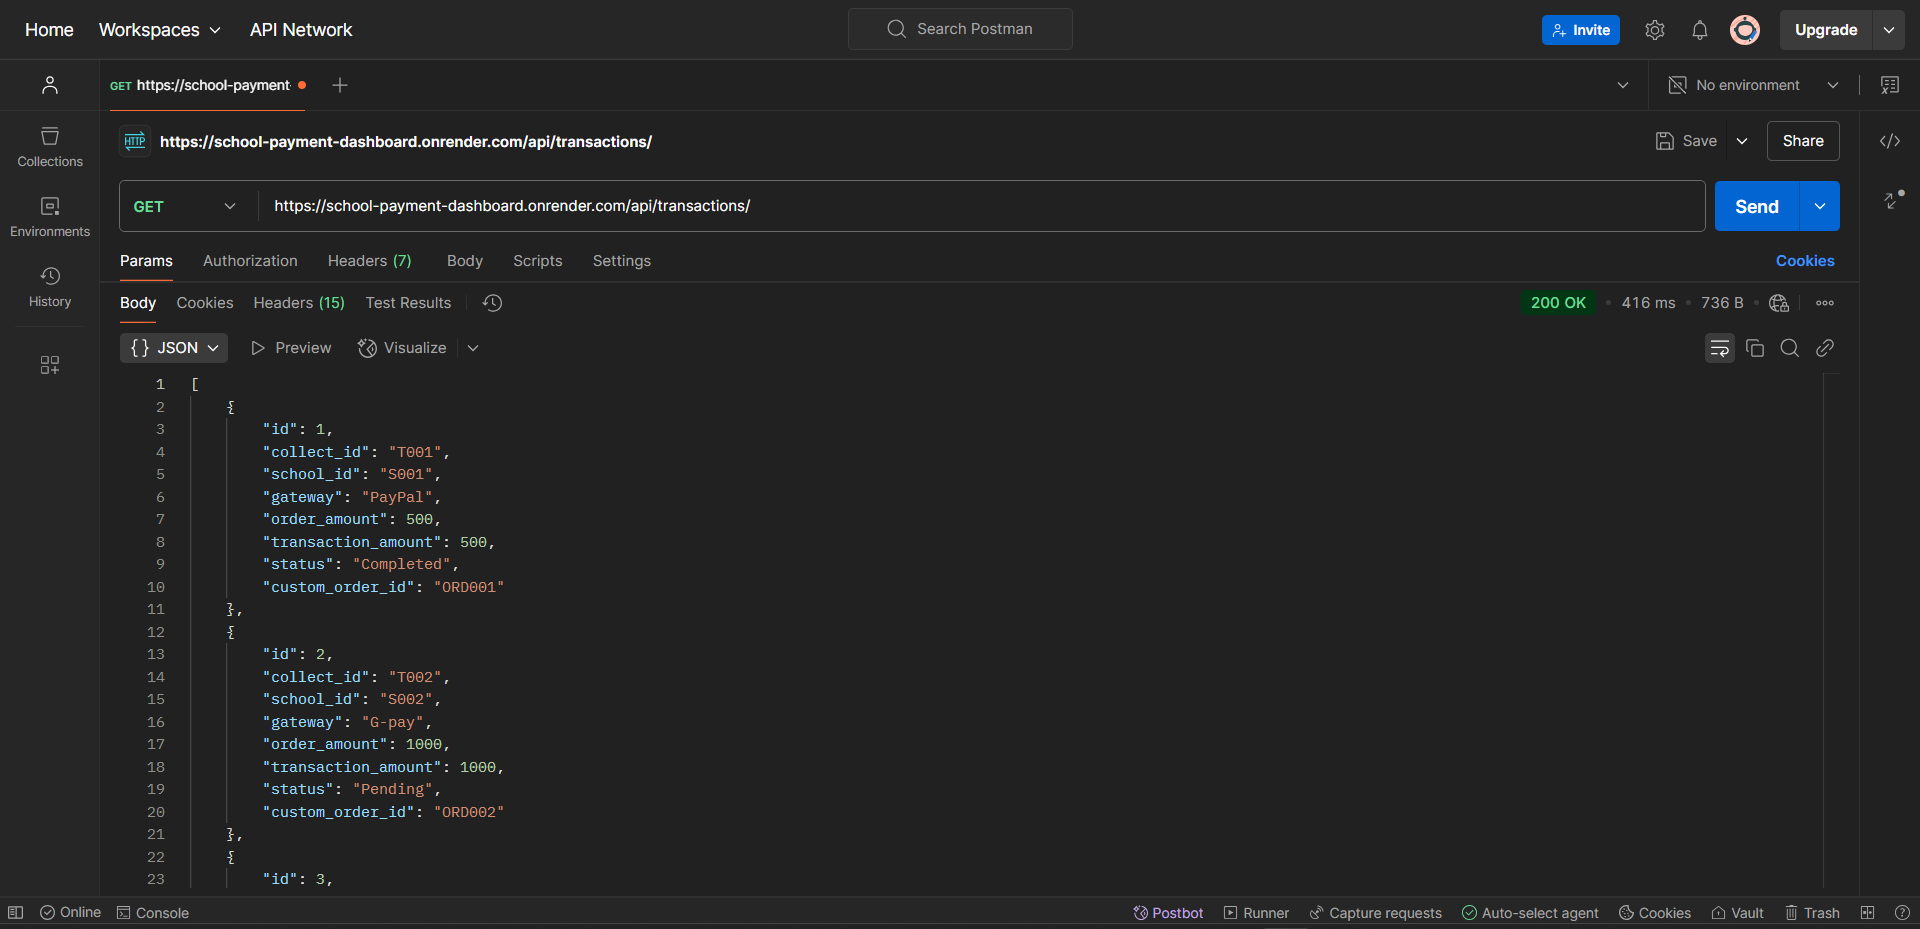 Home Workspaces API Network Search Postman Invite Upgrade
GET https://school-payment No environment
HTTP https://school-payment-dashboard.onrender.com/api/transactions/ Save Share
GET https://school-payment-dashboard.onrender.com/api/transactions/ Send
Params Authorization Headers (7) Body Scripts Settings Cookies
Body Cookies Headers (15) Test Results 200 OK • 416 ms • 736 B •
{} JSON Preview Visualize
Collections
Environments
History
1 [
2 {
3 "id": 1,
4 "collect_id": "T001",
5 "school_id": "S001",
6 "gateway": "PayPal",
7 "order_amount": 500,
8 "transaction_amount": 500,
9 "status": "Completed",
10 "custom_order_id": "ORD001"
11 },
12 {
13 "id": 2,
14 "collect_id": "T002",
15 "school_id": "S002",
16 "gateway": "G-pay",
17 "order_amount": 1000,
18 "transaction_amount": 1000,
19 "status": "Pending",
20 "custom_order_id": "ORD002"
21 },
22 {
23 "id": 3,
Online Console Postbot Runner Capture requests Auto-select agent Cookies Vault Trash